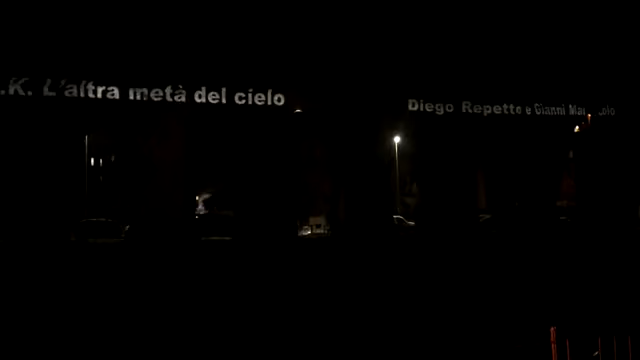 .K. L'altra metà del cielo
Diego Repetto e Gianni